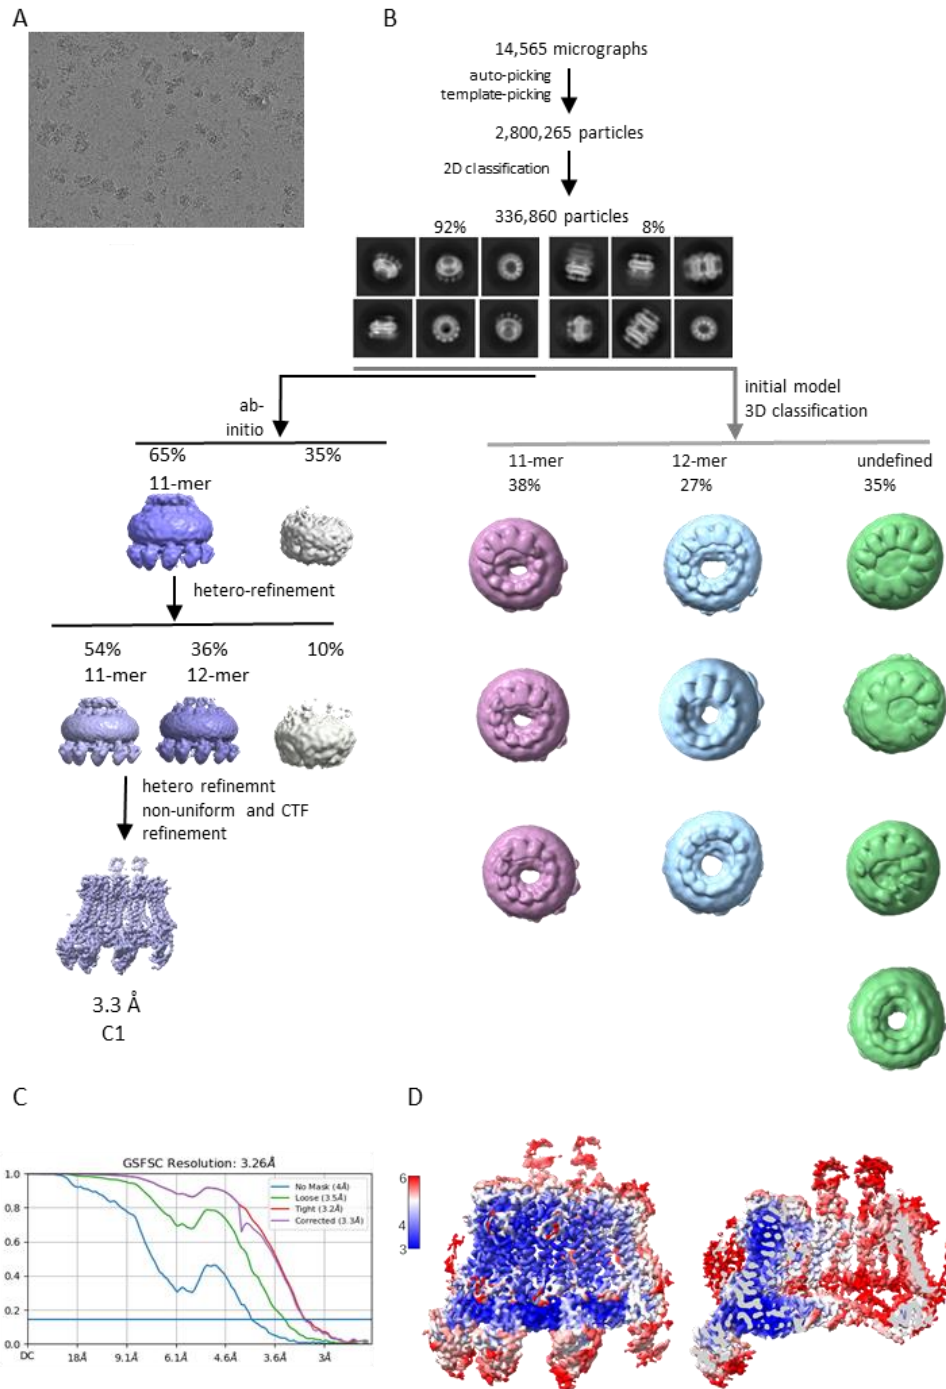 A
B
14,565 micrographs
auto-picking
template-picking
2,800,265 particles
2D classification
336,860 particles
92%
8%
ab-
initio
initial model
3D classification
65%
35%
11-mer
11-mer
12-mer
undefined
38%
27%
35%
hetero-refinement
54%
36%
10%
11-mer
12-mer
hetero refinemnt
non-uniform and CTF
refinement
3.3 Å
C1
C
GSFSC Resolution: 3.26Å
1.0
0.8
0.6
0.4
0.2
0.0
No Mask (4Å)
Loose (3.5Å)
Tight (3.2Å)
Corrected (3.3Å)
DC
18Å
9.1Å
6.1Å
4.6Å
3.6Å
3Å
D
6
4
3